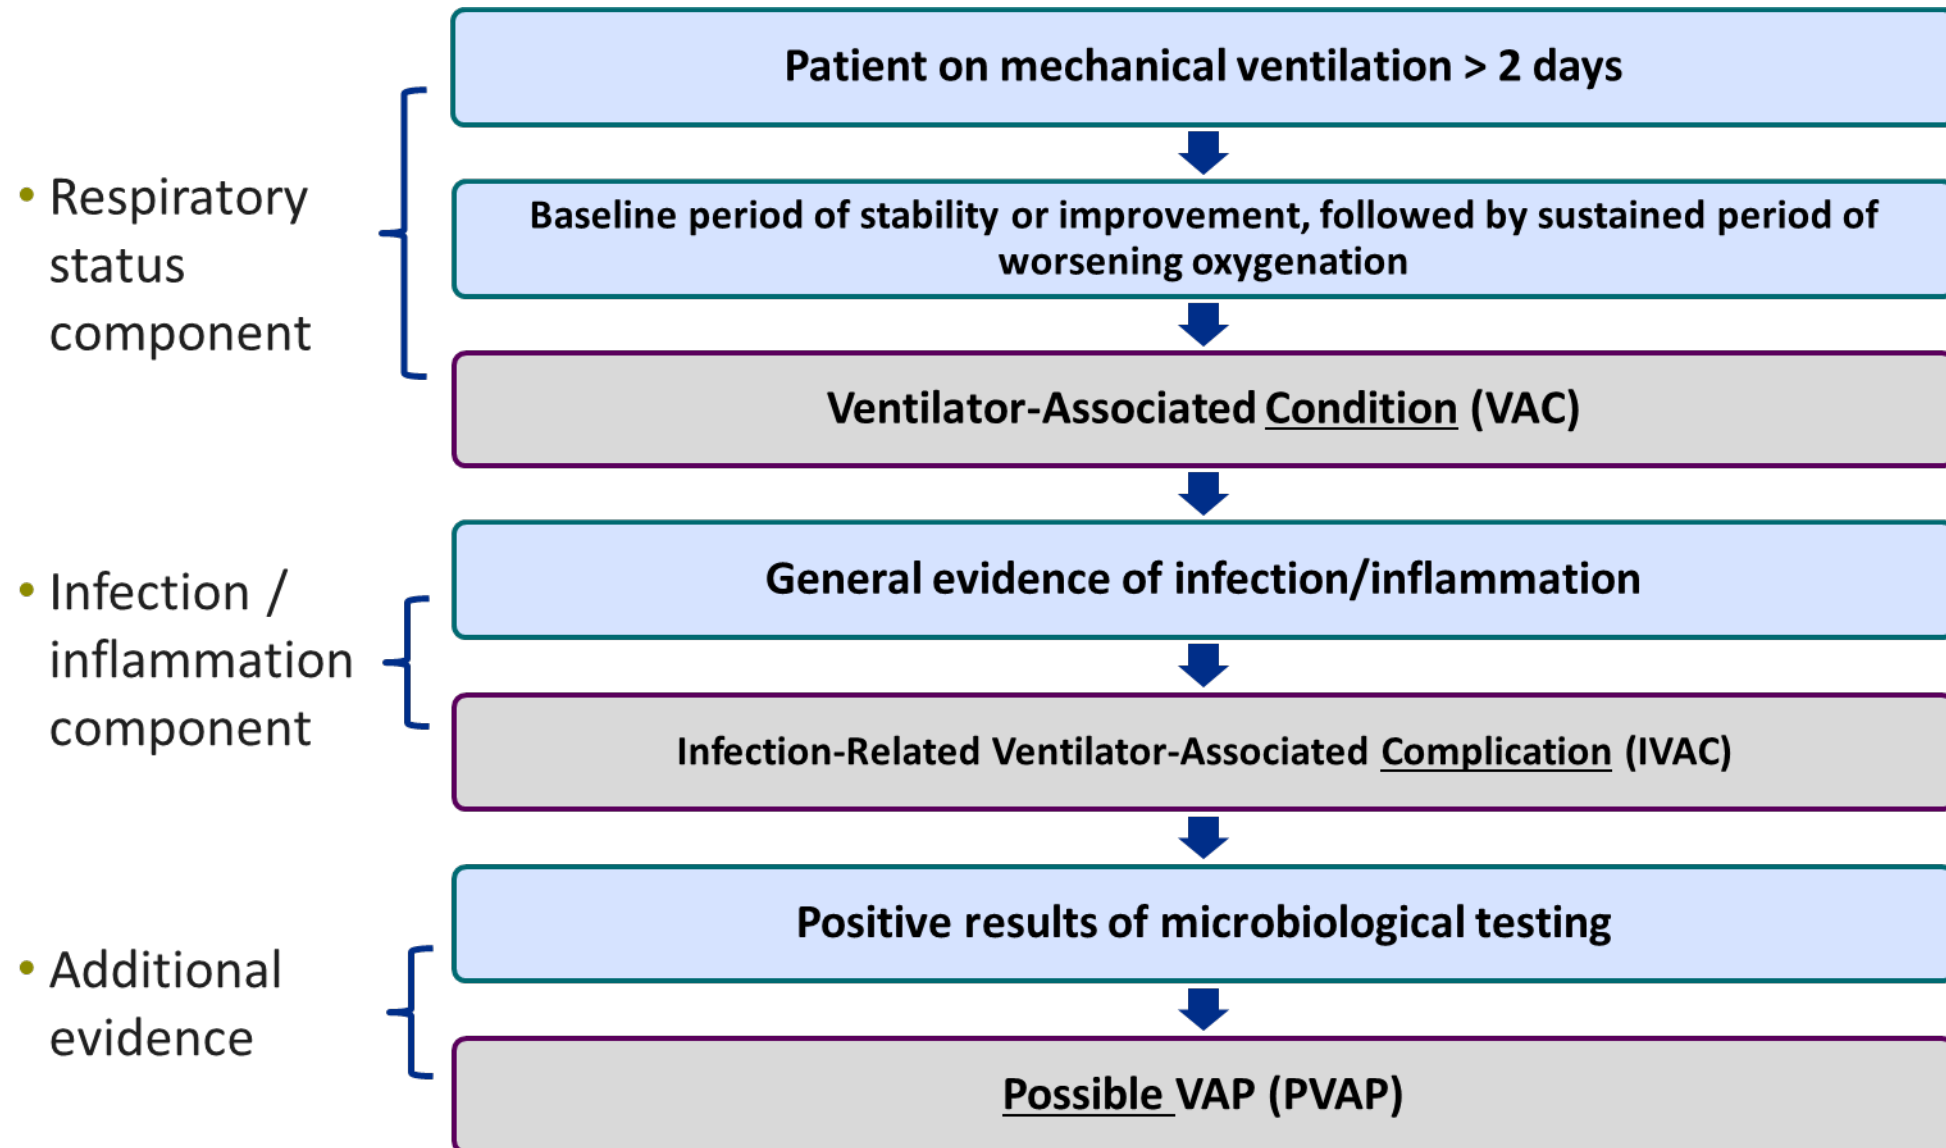 Patient on mechanical ventilation > 2 days
• Respiratory
status
component
Baseline period of stability or improvement, followed by sustained period of
worsening oxygenation
Ventilator-Associated Condition (VAC)
General evidence of infection/inflammation
• Infection /
inflammation
component
Infection-Related Ventilator-Associated Complication (IVAC)
Positive results of microbiological testing
• Additional
evidence
Possible VAP (PVAP)